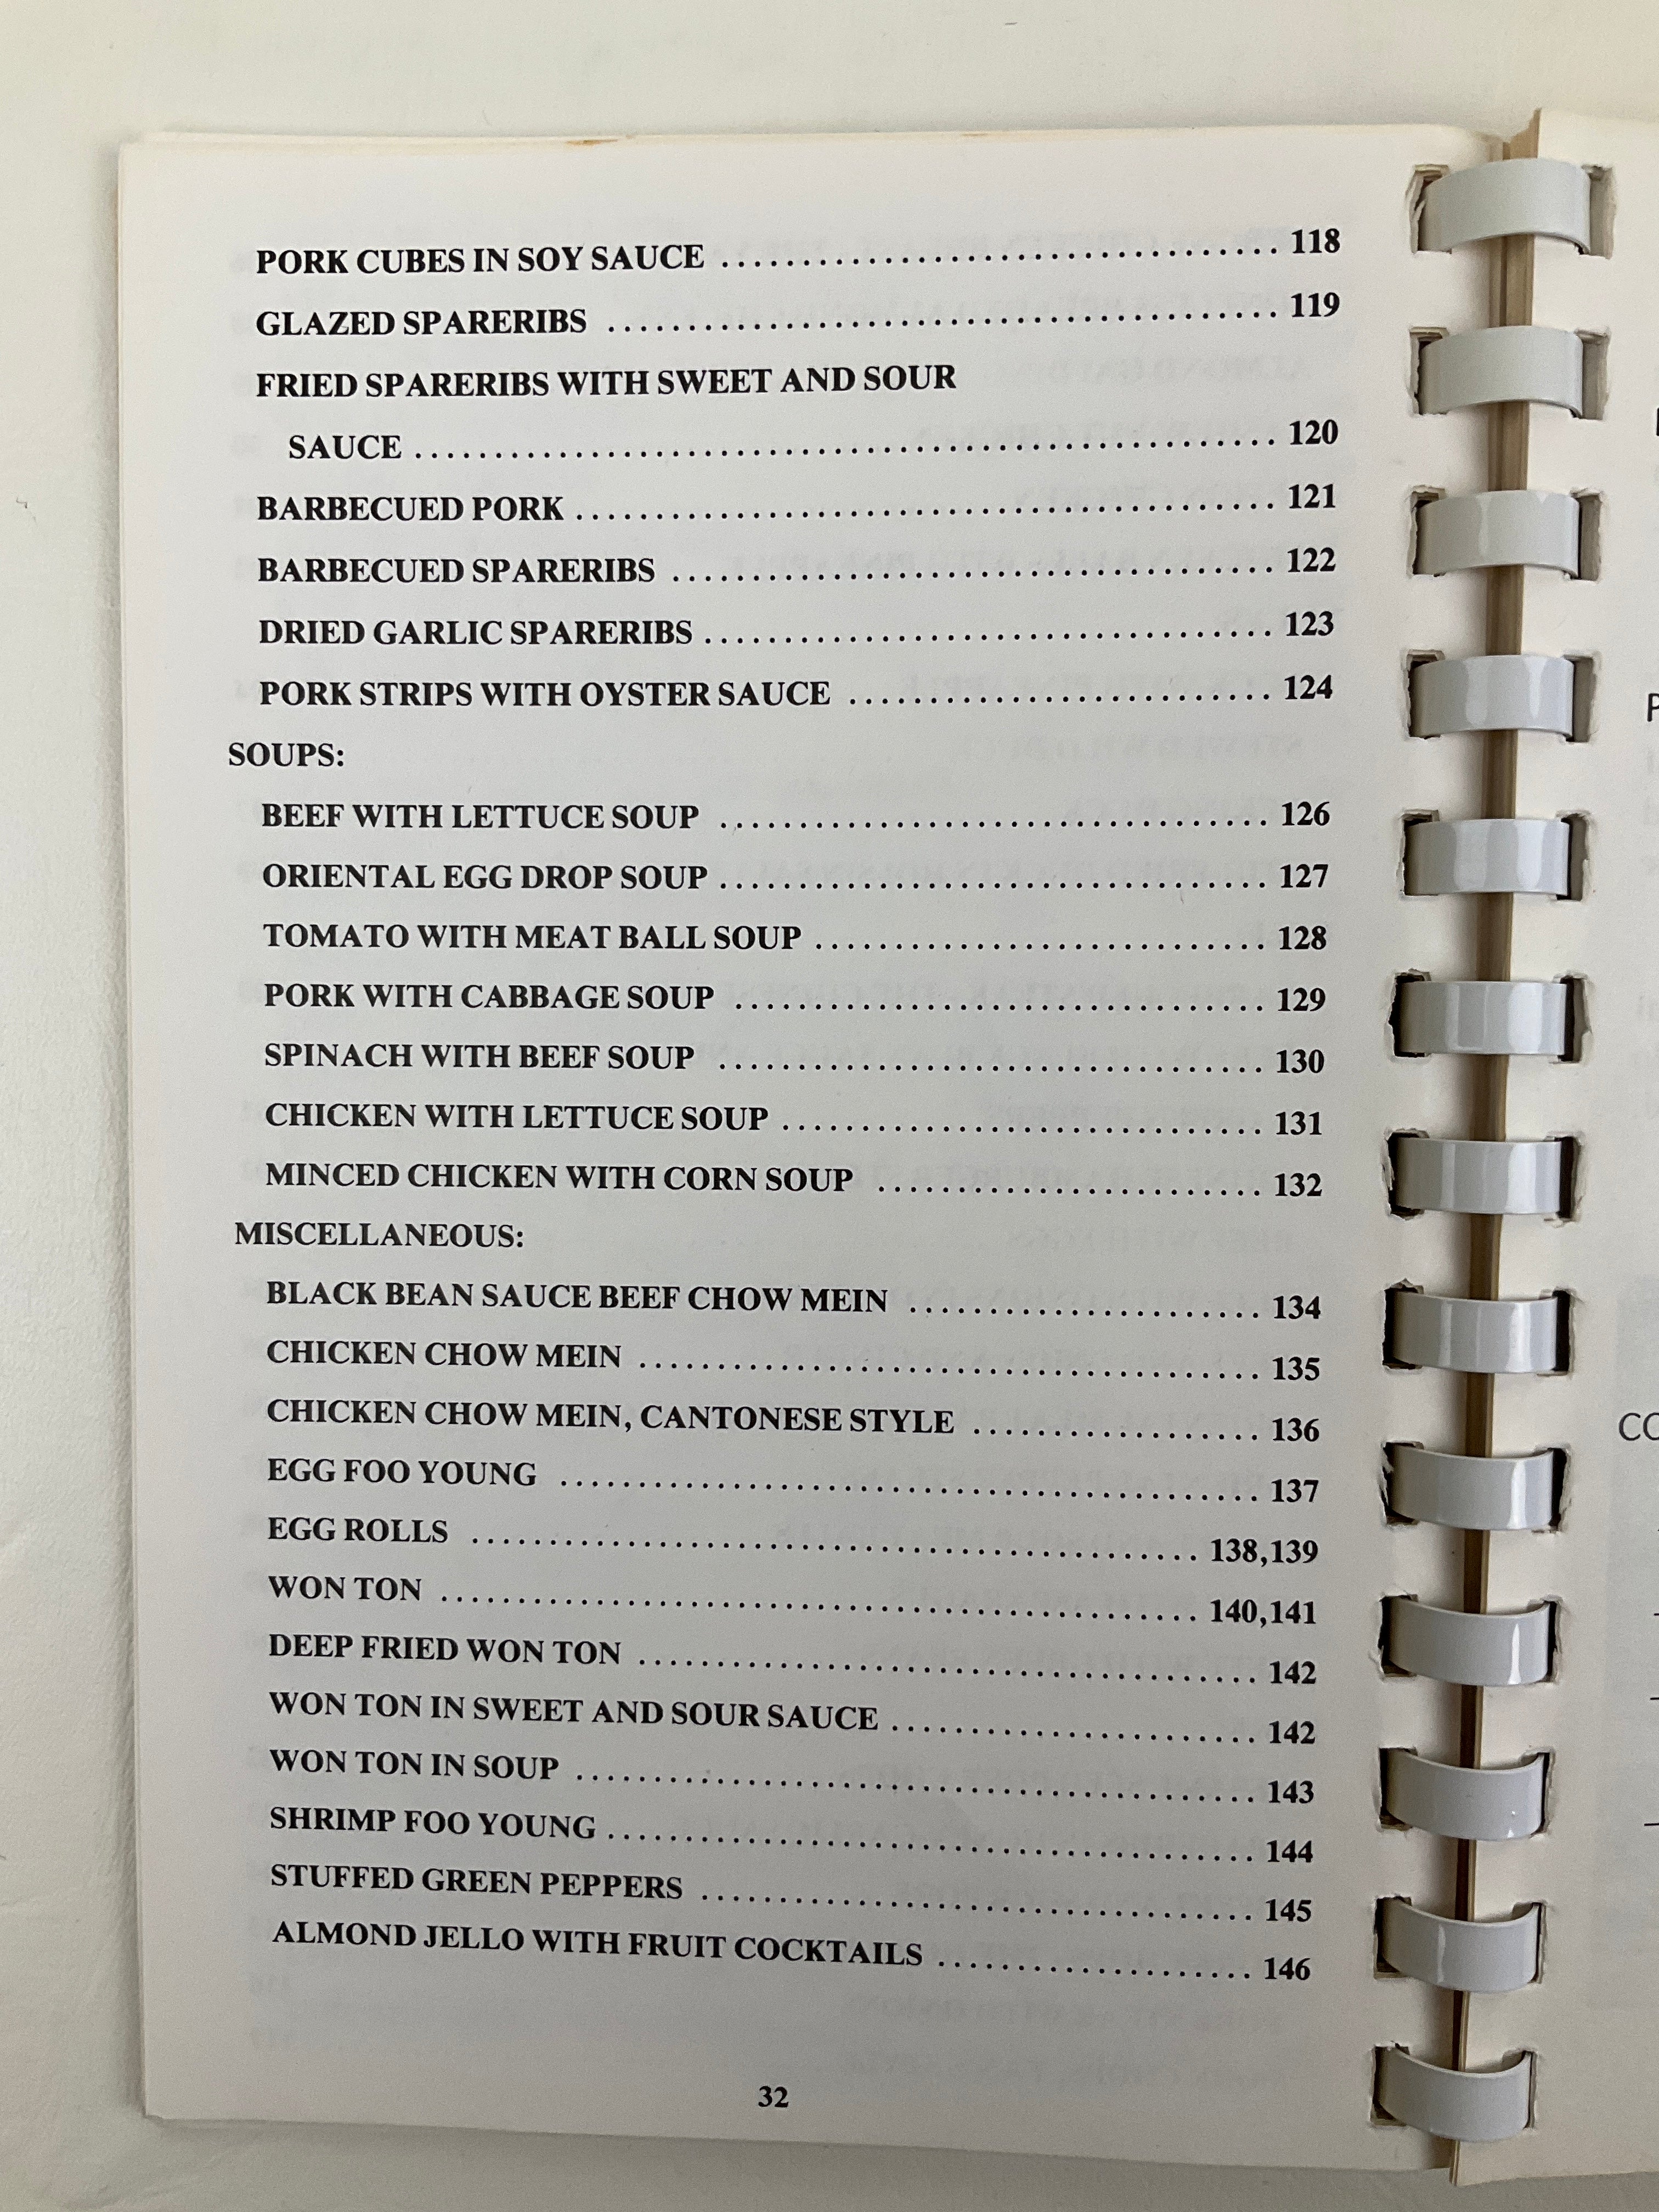 PORK CUBES IN SOY SAUCE ................................... 118
GLAZED SPARERIBS .......................................... 119
FRIED SPARERIBS WITH SWEET AND SOUR
SAUCE ...................................................... 120
BARBECUED PORK ............................................ 121
BARBECUED SPARERIBS ...................................... 122
DRIED GARLIC SPARERIBS .................................... 123
PORK STRIPS WITH OYSTER SAUCE ........................... 124
SOUPS:
BEEF WITH LETTUCE SOUP ................................... 126
ORIENTAL EGG DROP SOUP ................................... 127
TOMATO WITH MEAT BALL SOUP ............................. 128
PORK WITH CABBAGE SOUP .................................. 129
SPINACH WITH BEEF SOUP ................................... 130
CHICKEN WITH LETTUCE SOUP ............................... 131
MINCED CHICKEN WITH CORN SOUP ......................... 132
MISCELLANEOUS:
BLACK BEAN SAUCE BEEF CHOW MEIN ....................... 134
CHICKEN CHOW MEIN ........................................ 135
CHICKEN CHOW MEIN, CANTONESE STYLE ................... 136
EGG FOO YOUNG ............................................. 137
EGG ROLLS ............................................... 138,139
WON TON ................................................. 140,141
DEEP FRIED WON TON ........................................ 142
WON TON IN SWEET AND SOUR SAUCE ........................ 142
WON TON IN SOUP ............................................ 143
SHRIMP FOO YOUNG .......................................... 144
STUFFED GREEN PEPPERS .................................... 145
ALMOND JELLO WITH FRUIT COCKTAILS ..................... 146
32